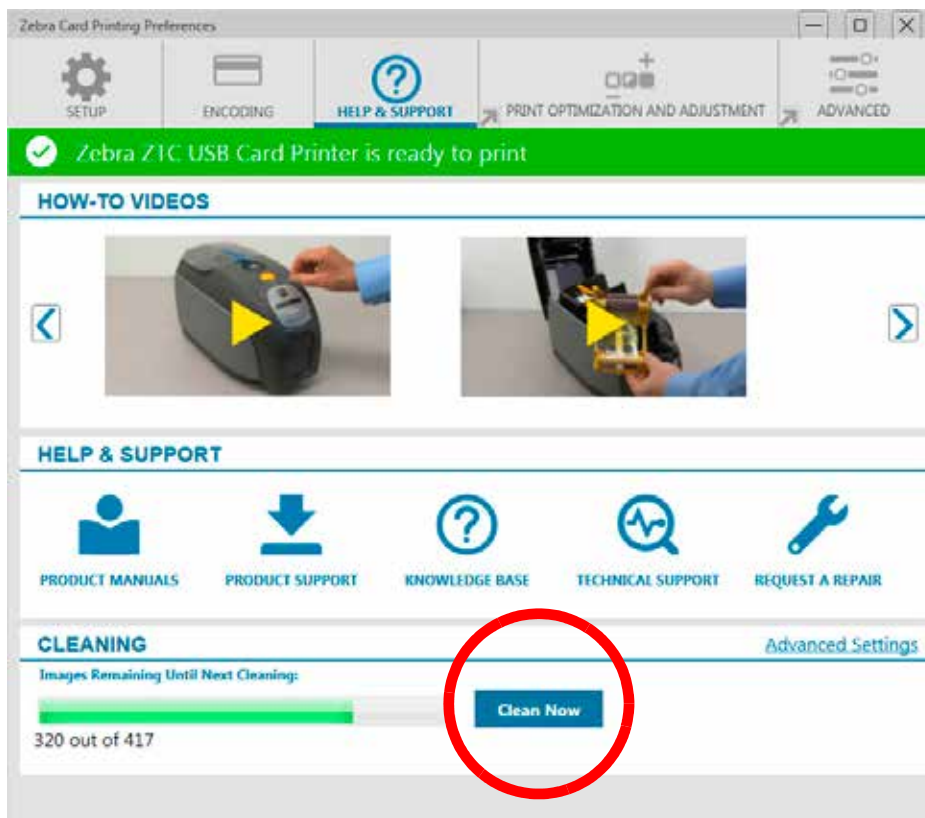 Zebra Card Printing Preferences
SETUP
ENCODING
HELP & SUPPORT
PRINT OPTIMIZATION AND ADJUSTMENT
ADVANCED
Zebra Z1C USB Card Printer is ready to print
HOW-TO VIDEOS
HELP & SUPPORT
PRODUCT MANUALS
PRODUCT SUPPORT
KNOWLEDGE BASE
TECHNICAL SUPPORT
REQUEST A REPAIR
CLEANING
Advanced Settings
Images Remaining Until Next Cleaning:
Clean Now
320 out of 417